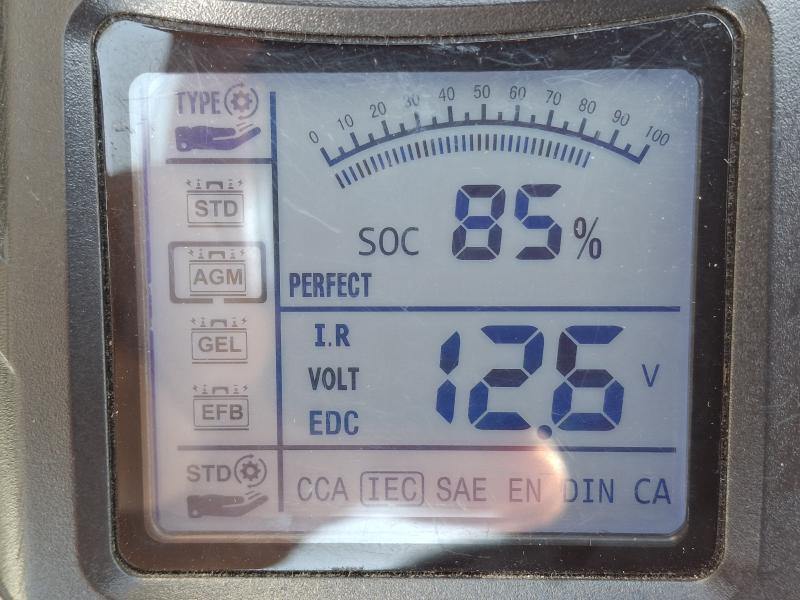 TYPE
STD
AGM
GEL
EFB
STD
0 10 20 30 40 50 60 70 80 90 100
SOC 85%
PERFECT
I.R
VOLT 12.6 V
EDC
CCA IEC SAE EN DIN CA